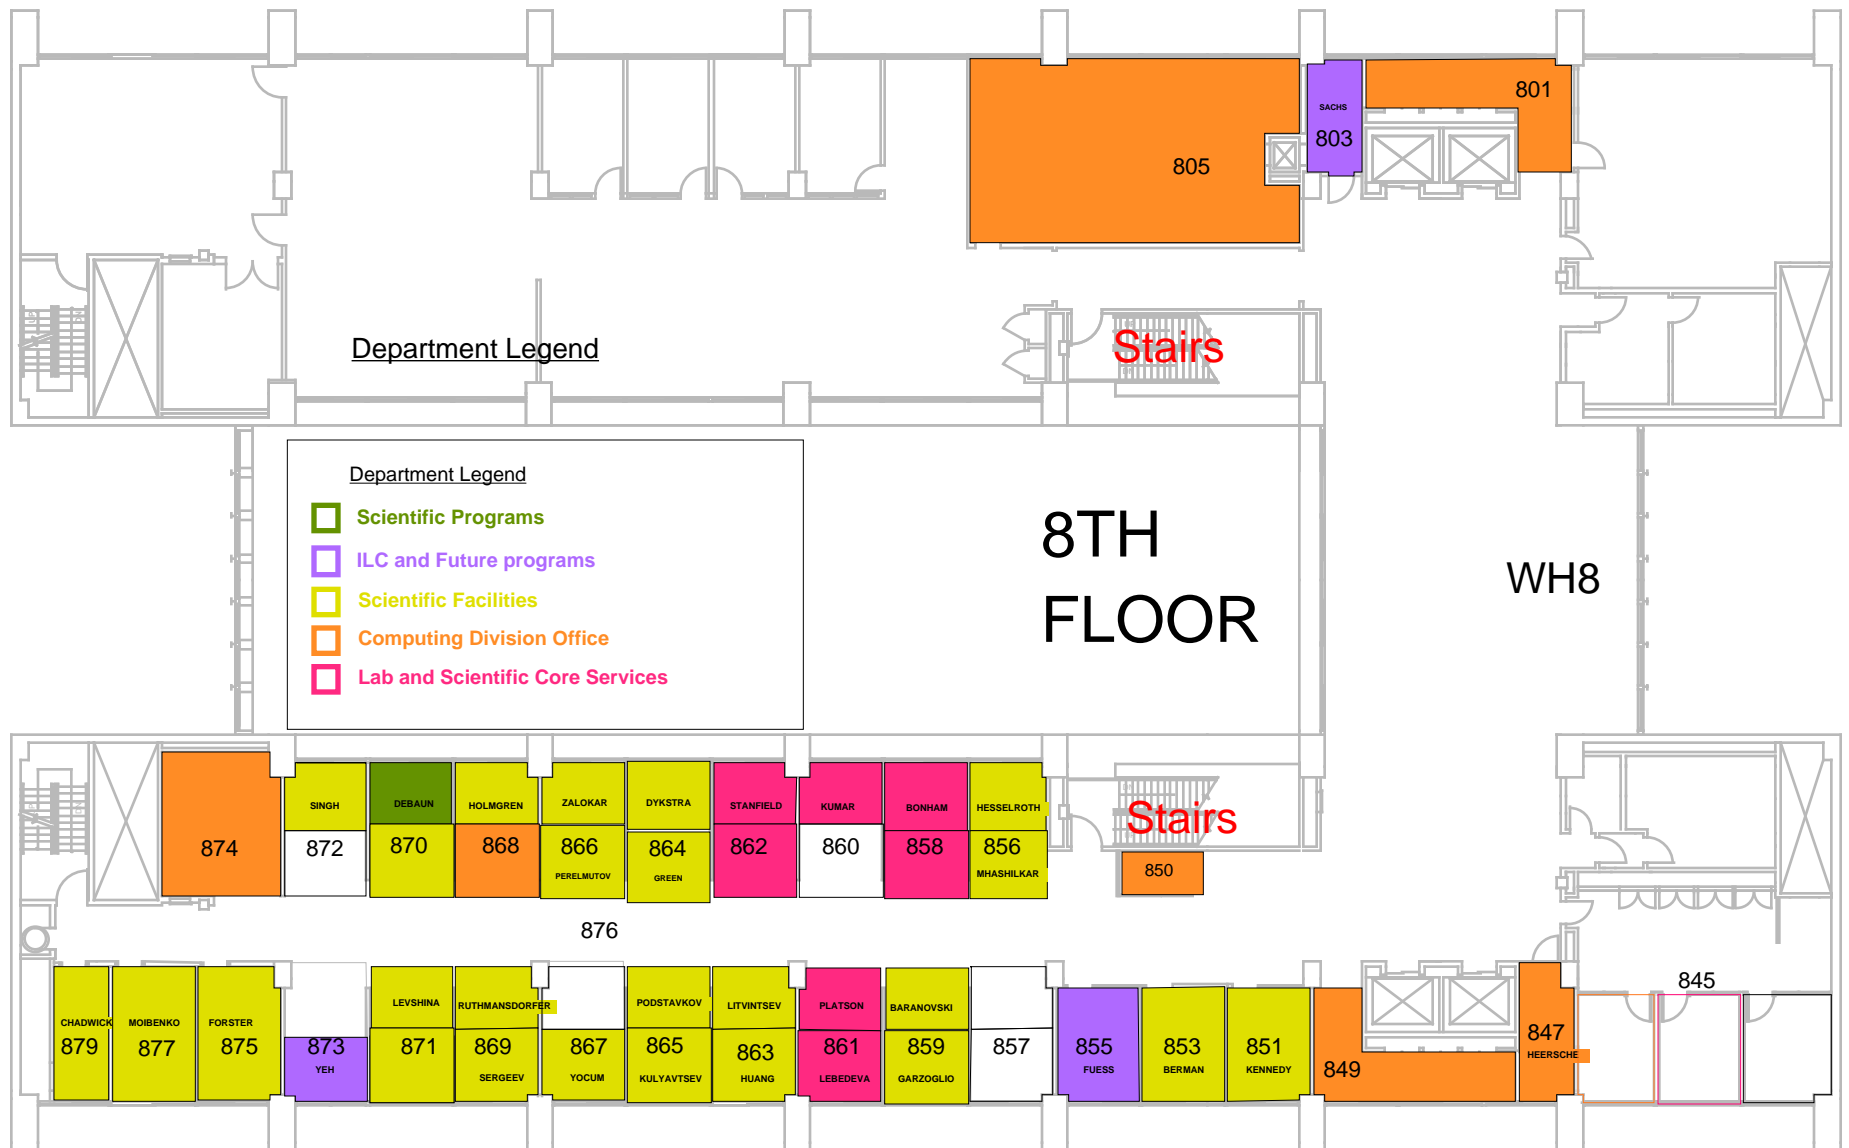 801
SACHS
803
805
Stairs
Department Legend
Department Legend
Scientific Programs
ILC and Future programs
Scientific Facilities
Computing Division Office
Lab and Scientific Core Services
8TH
FLOOR
WH8
SINGH
DEBAUN
HOLMGREN
ZALOKAR
DYKSTRA
STANFIELD
KUMAR
BONHAM
HESSELROTH
Stairs
874
872
870
868
866
864
862
860
858
856
PERELMUTOV
GREEN
MHASHILKAR
850
876
845
LEVSHINA
RUTHMANSDORFER
PODSTAVKOV
LITVINTSEV
PLATSON
BARANOVSKI
CHADWICK
MOIBENKO
FORSTER
879
877
875
873
871
869
867
865
863
861
859
857
855
853
851
849
847
YEH
SERGEEV
YOCUM
KULYAVTSEV
HUANG
LEBEDEVA
GARZOGLIO
FUESS
BERMAN
KENNEDY
HEERSCHE